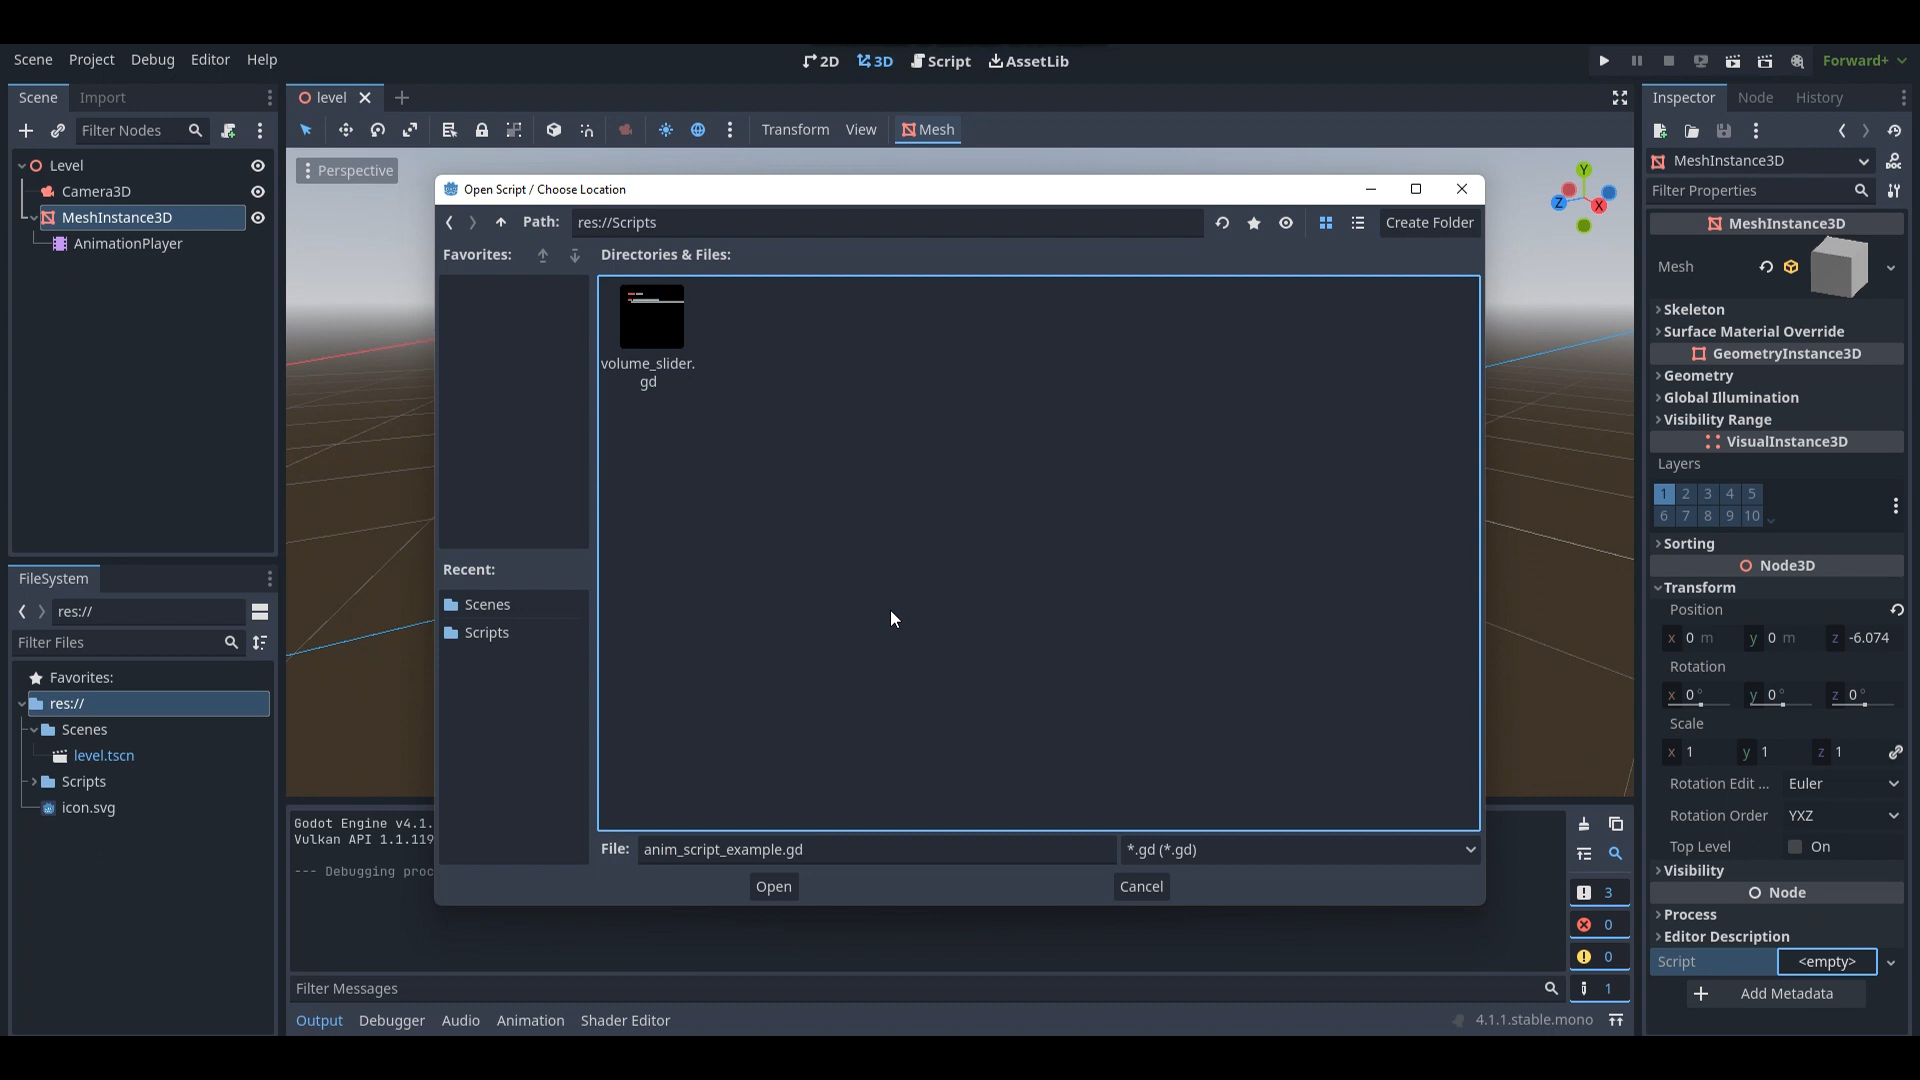 Scene Project Debug Editor Help
2D 3D Script AssetLib
Forward+
Scene Import
Filter Nodes
Level
Camera3D
MeshInstance3D
AnimationPlayer
FileSystem
res://
Filter Files
Favorites:
res://
Scenes
level.tscn
Scripts
icon.svg
level
Transform View Mesh
Perspective
Y
Z
X
Open Script / Choose Location
Path: res://Scripts Create Folder
Favorites: Directories & Files:
volume_slider.
gd
Recent:
Scenes
Scripts
File: anim_script_example.gd *.gd (*.gd)
Open Cancel
Godot Engine v4.1.
Vulkan API 1.1.119
--- Debugging proc
3
0
0
1
Filter Messages
Output Debugger Audio Animation Shader Editor
4.1.1.stable.mono
Inspector Node History
MeshInstance3D
Filter Properties
MeshInstance3D
Mesh
Skeleton
Surface Material Override
GeometryInstance3D
Geometry
Global Illumination
Visibility Range
VisualInstance3D
Layers
1 2 3 4 5
6 7 8 9 10
Sorting
Node3D
Transform
Position
x 0 m y 0 m z -6.074
Rotation
x 0° y 0° z 0°
Scale
x 1 y 1 z 1
Rotation Edit ... Euler
Rotation Order YXZ
Top Level On
Visibility
Node
Process
Editor Description
Script <empty>
Add Metadata